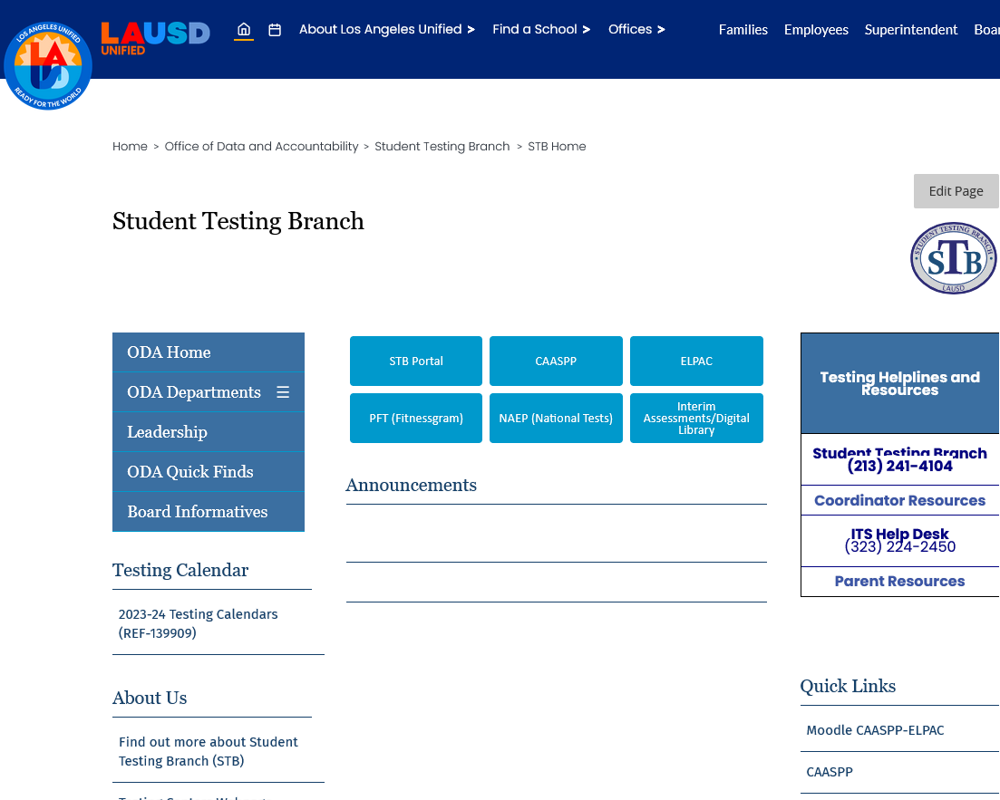 LOS ANGELES UNIFIED
LAUSD
READY FOR THE WORLD
LAUSD
UNIFIED
About Los Angeles Unified >
Find a School >
Offices >
Families
Employees
Superintendent
Home > Office of Data and Accountability > Student Testing Branch > STB Home
Edit Page
Student Testing Branch
STUDENT TESTING BRANCH
STB
LAUSD
ODA Home
ODA Departments
Leadership
ODA Quick Finds
Board Informatives
Testing Calendar
2023-24 Testing Calendars
(REF-139909)
About Us
Find out more about Student
Testing Branch (STB)
STB Portal
CAASPP
ELPAC
PFT (Fitnessgram)
NAEP (National Tests)
Interim
Assessments/Digital
Library
Announcements
Testing Helplines and
Resources
Student Testing Branch
(213) 241-4104
Coordinator Resources
ITS Help Desk
(323) 224-2450
Parent Resources
Quick Links
Moodle CAASPP-ELPAC
CAASPP